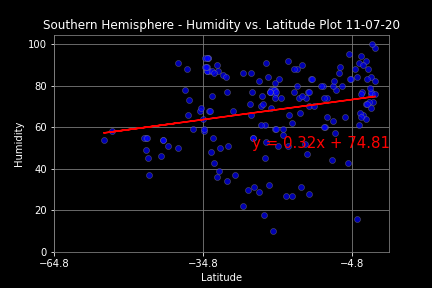 Southern Hemisphere - Humidity vs. Latitude Plot 11-07-20
100
80
60
40
20
0
Humidity
y = 0.32x + 74.81
−64.8
−34.8
−4.8
Latitude